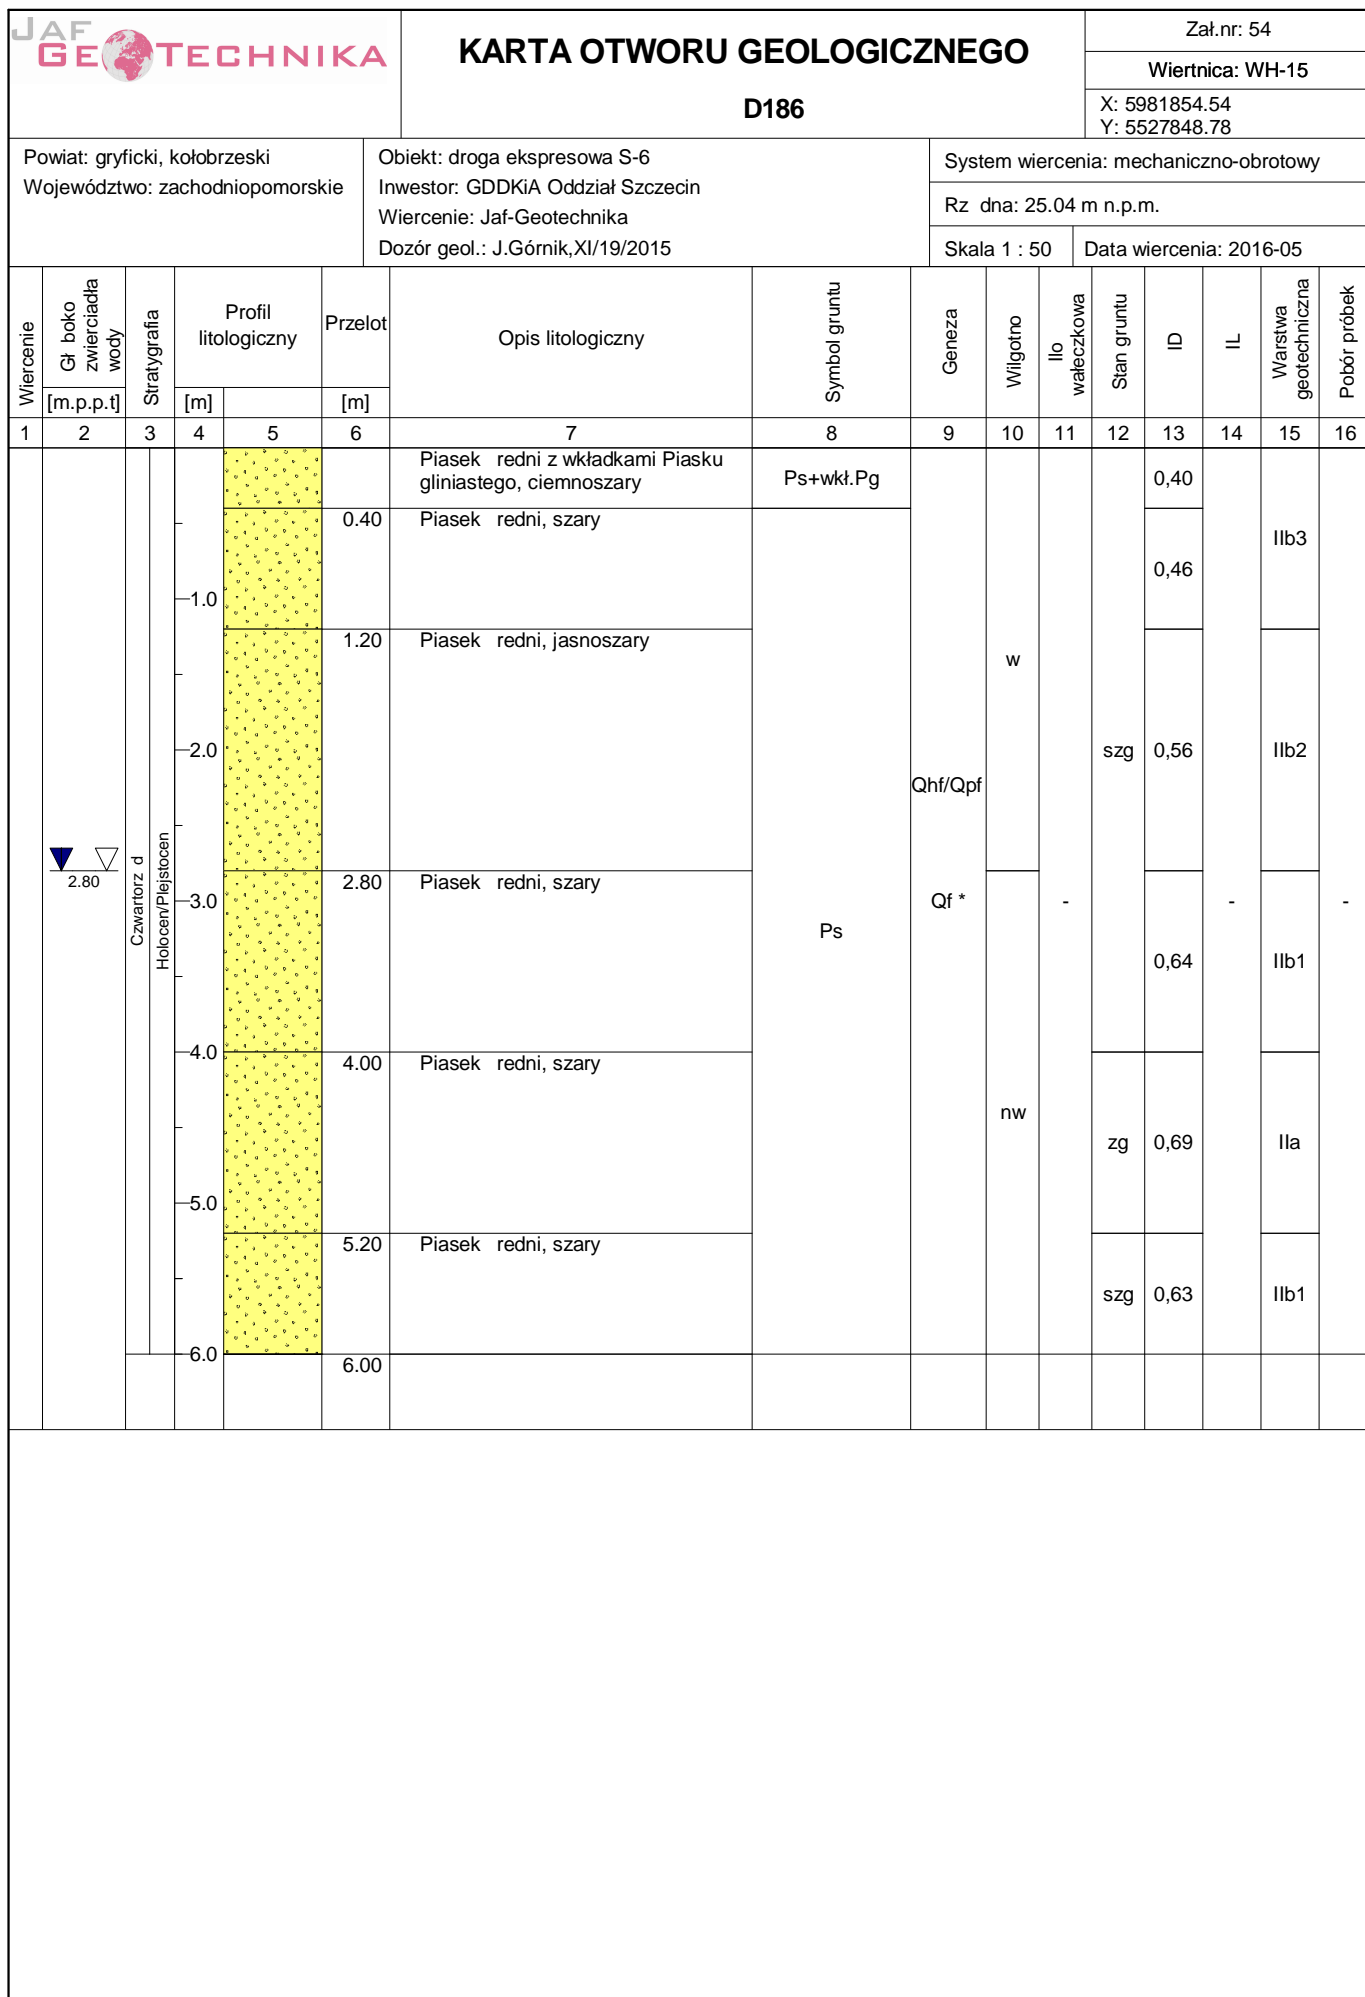 JAF
GEOTECHNIKA
KARTA OTWORU GEOLOGICZNEGO
D186
Zał.nr: 54
Wiertnica: WH-15
X: 5981854.54
Y: 5527848.78
Powiat: gryficki, kołobrzeski
Województwo: zachodniopomorskie
Obiekt: droga ekspresowa S-6
Inwestor: GDDKiA Oddział Szczecin
Wiercenie: Jaf-Geotechnika
Dozór geol.: J.Górnik,XI/19/2015
System wiercenia: mechaniczno-obrotowy
Rz dna: 25.04 m n.p.m.
Skala 1 : 50
Data wiercenia: 2016-05
Wiercenie
Gł boko
zwierciadła
wody
[m.p.p.t]
Stratygrafia
Profil
litologiczny
[m]
Przelot
[m]
Opis litologiczny
Symbol gruntu
Geneza
Wilgotno
Ilo
wałeczkowa
Stan gruntu
ID
IL
Warstwa
geotechniczna
Pobór próbek
1 2 3 4 5 6 7 8 9 10 11 12 13 14 15 16
Piasek redni z wkładkami Piasku
gliniastego, ciemnoszary
Ps+wkł.Pg
0,40
0.40
Piasek redni, szary
IIb3
0,46
1.0
1.20
Piasek redni, jasnoszary
w
2.0
szg
0,56
IIb2
Qhf/Qpf
2.80
Czwartorz d
Holocen/Plejstocen
2.80
Piasek redni, szary
3.0
Qf *
-
-
-
Ps
0,64
IIb1
4.0
4.00
Piasek redni, szary
nw
zg
0,69
IIa
5.0
5.20
Piasek redni, szary
szg
0,63
IIb1
6.0
6.00